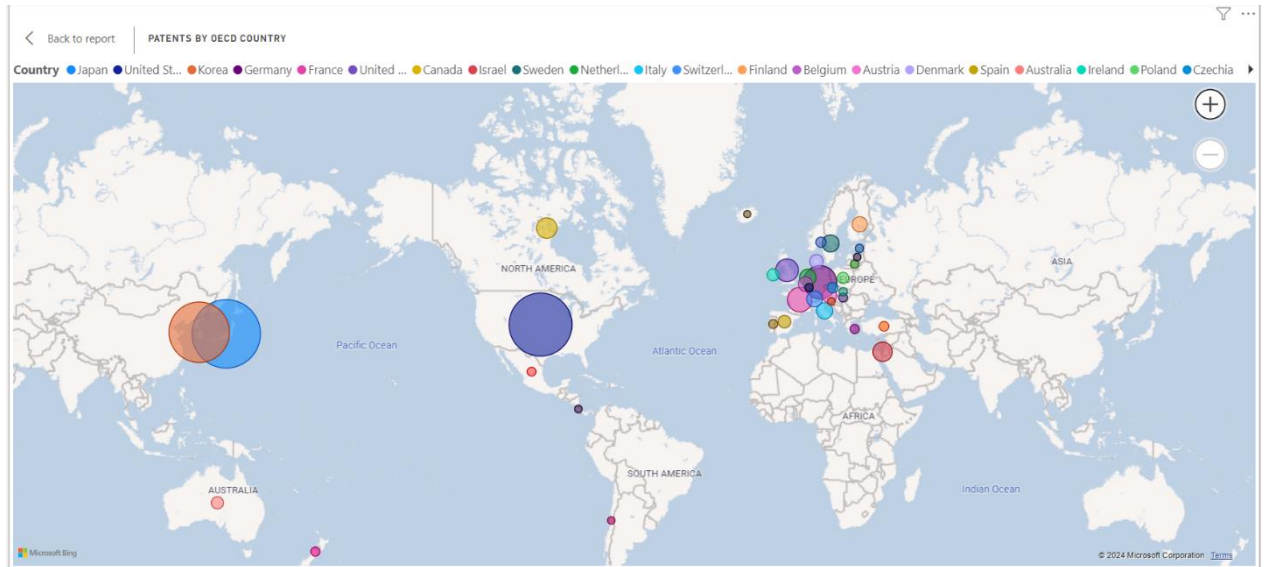 Back to report
PATENTS BY OECD COUNTRY
Country Japan United St... Korea Germany France United ... Canada Israel Sweden Netherl... Italy Switzerl... Finland Belgium Austria Denmark Spain Australia Ireland Poland Czechia
NORTH AMERICA
ASIA
EUROPE
Pacific Ocean
Atlantic Ocean
AFRICA
SOUTH AMERICA
AUSTRALIA
Indian Ocean
Microsoft Bing
© 2024 Microsoft Corporation Terms